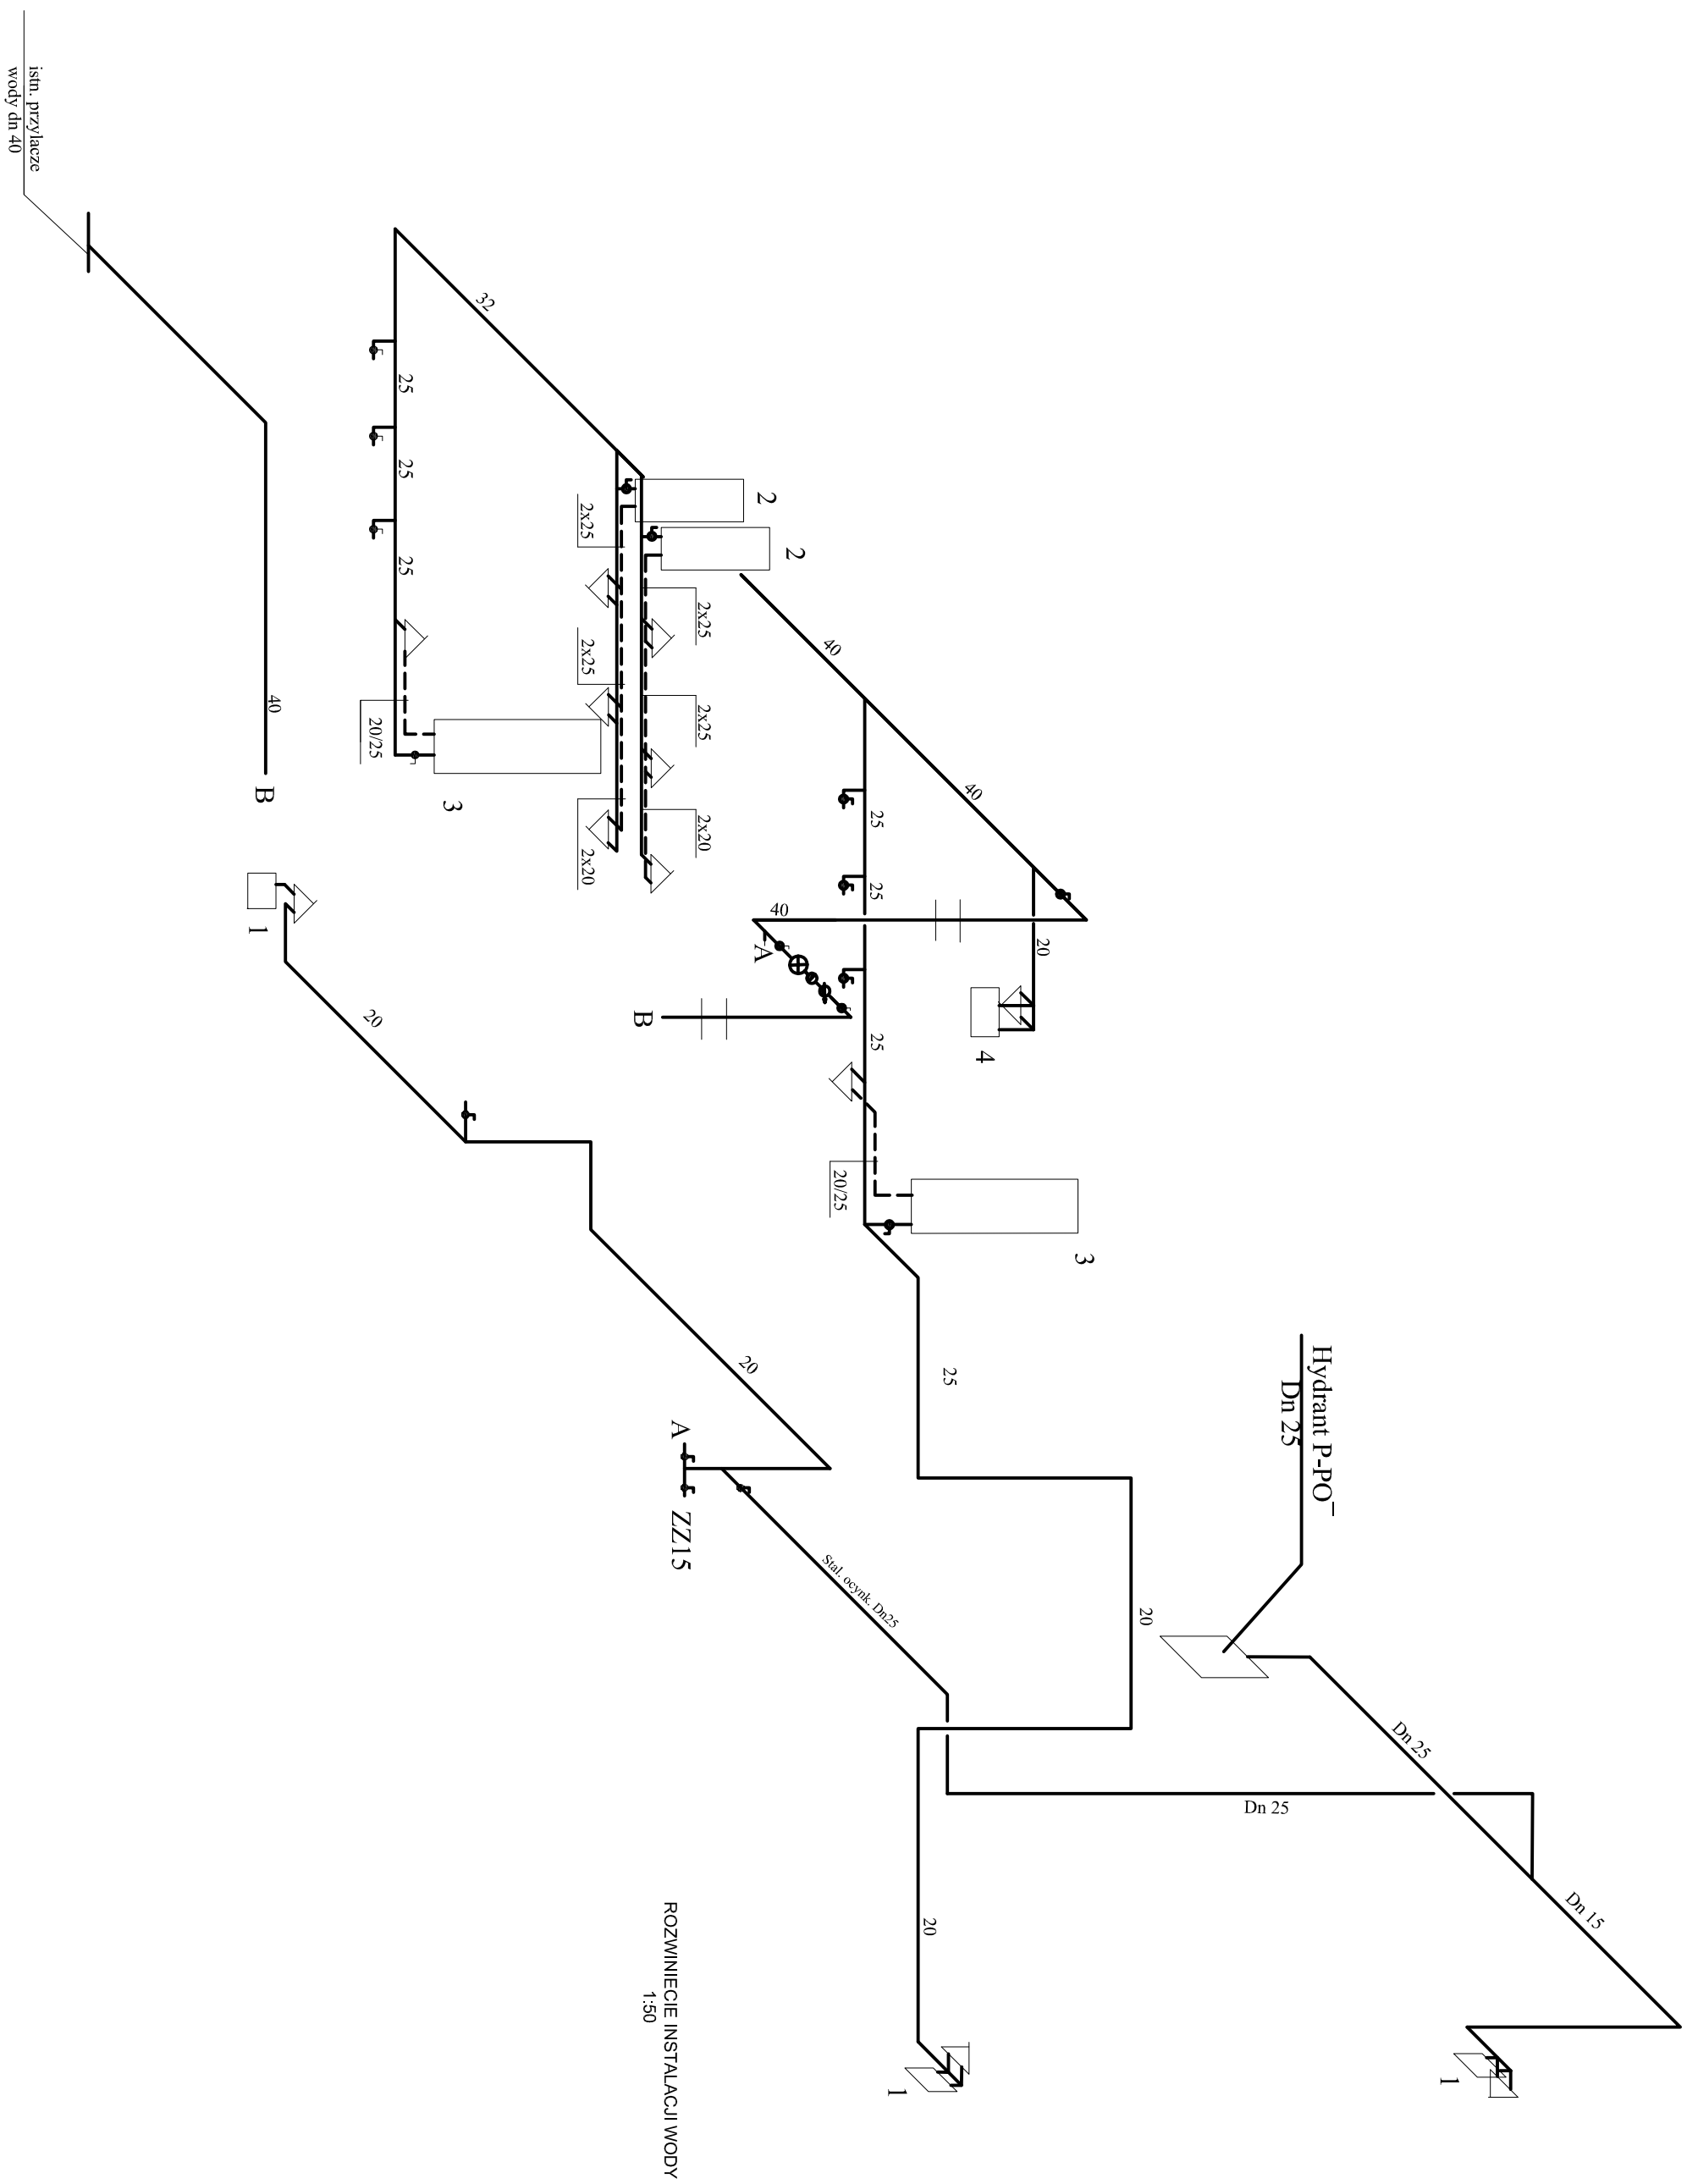 istn. przylacze
wody dn 40
32
25
25
25
20/25
3
40
B
2
2
2x25
2x25
2x20
2x25
2x25
2x20
40
40
25
25
25
40
A
B
20
4
20/25
3
25
1
20
20
A
ZZ15
Stal. ocynk. Dn25
20
Hydrant P-PO¯
Dn 25
Dn 25
Dn 25
Dn 15
20
1
1
ROZWINIECIE INSTALACJI WODY
1:50